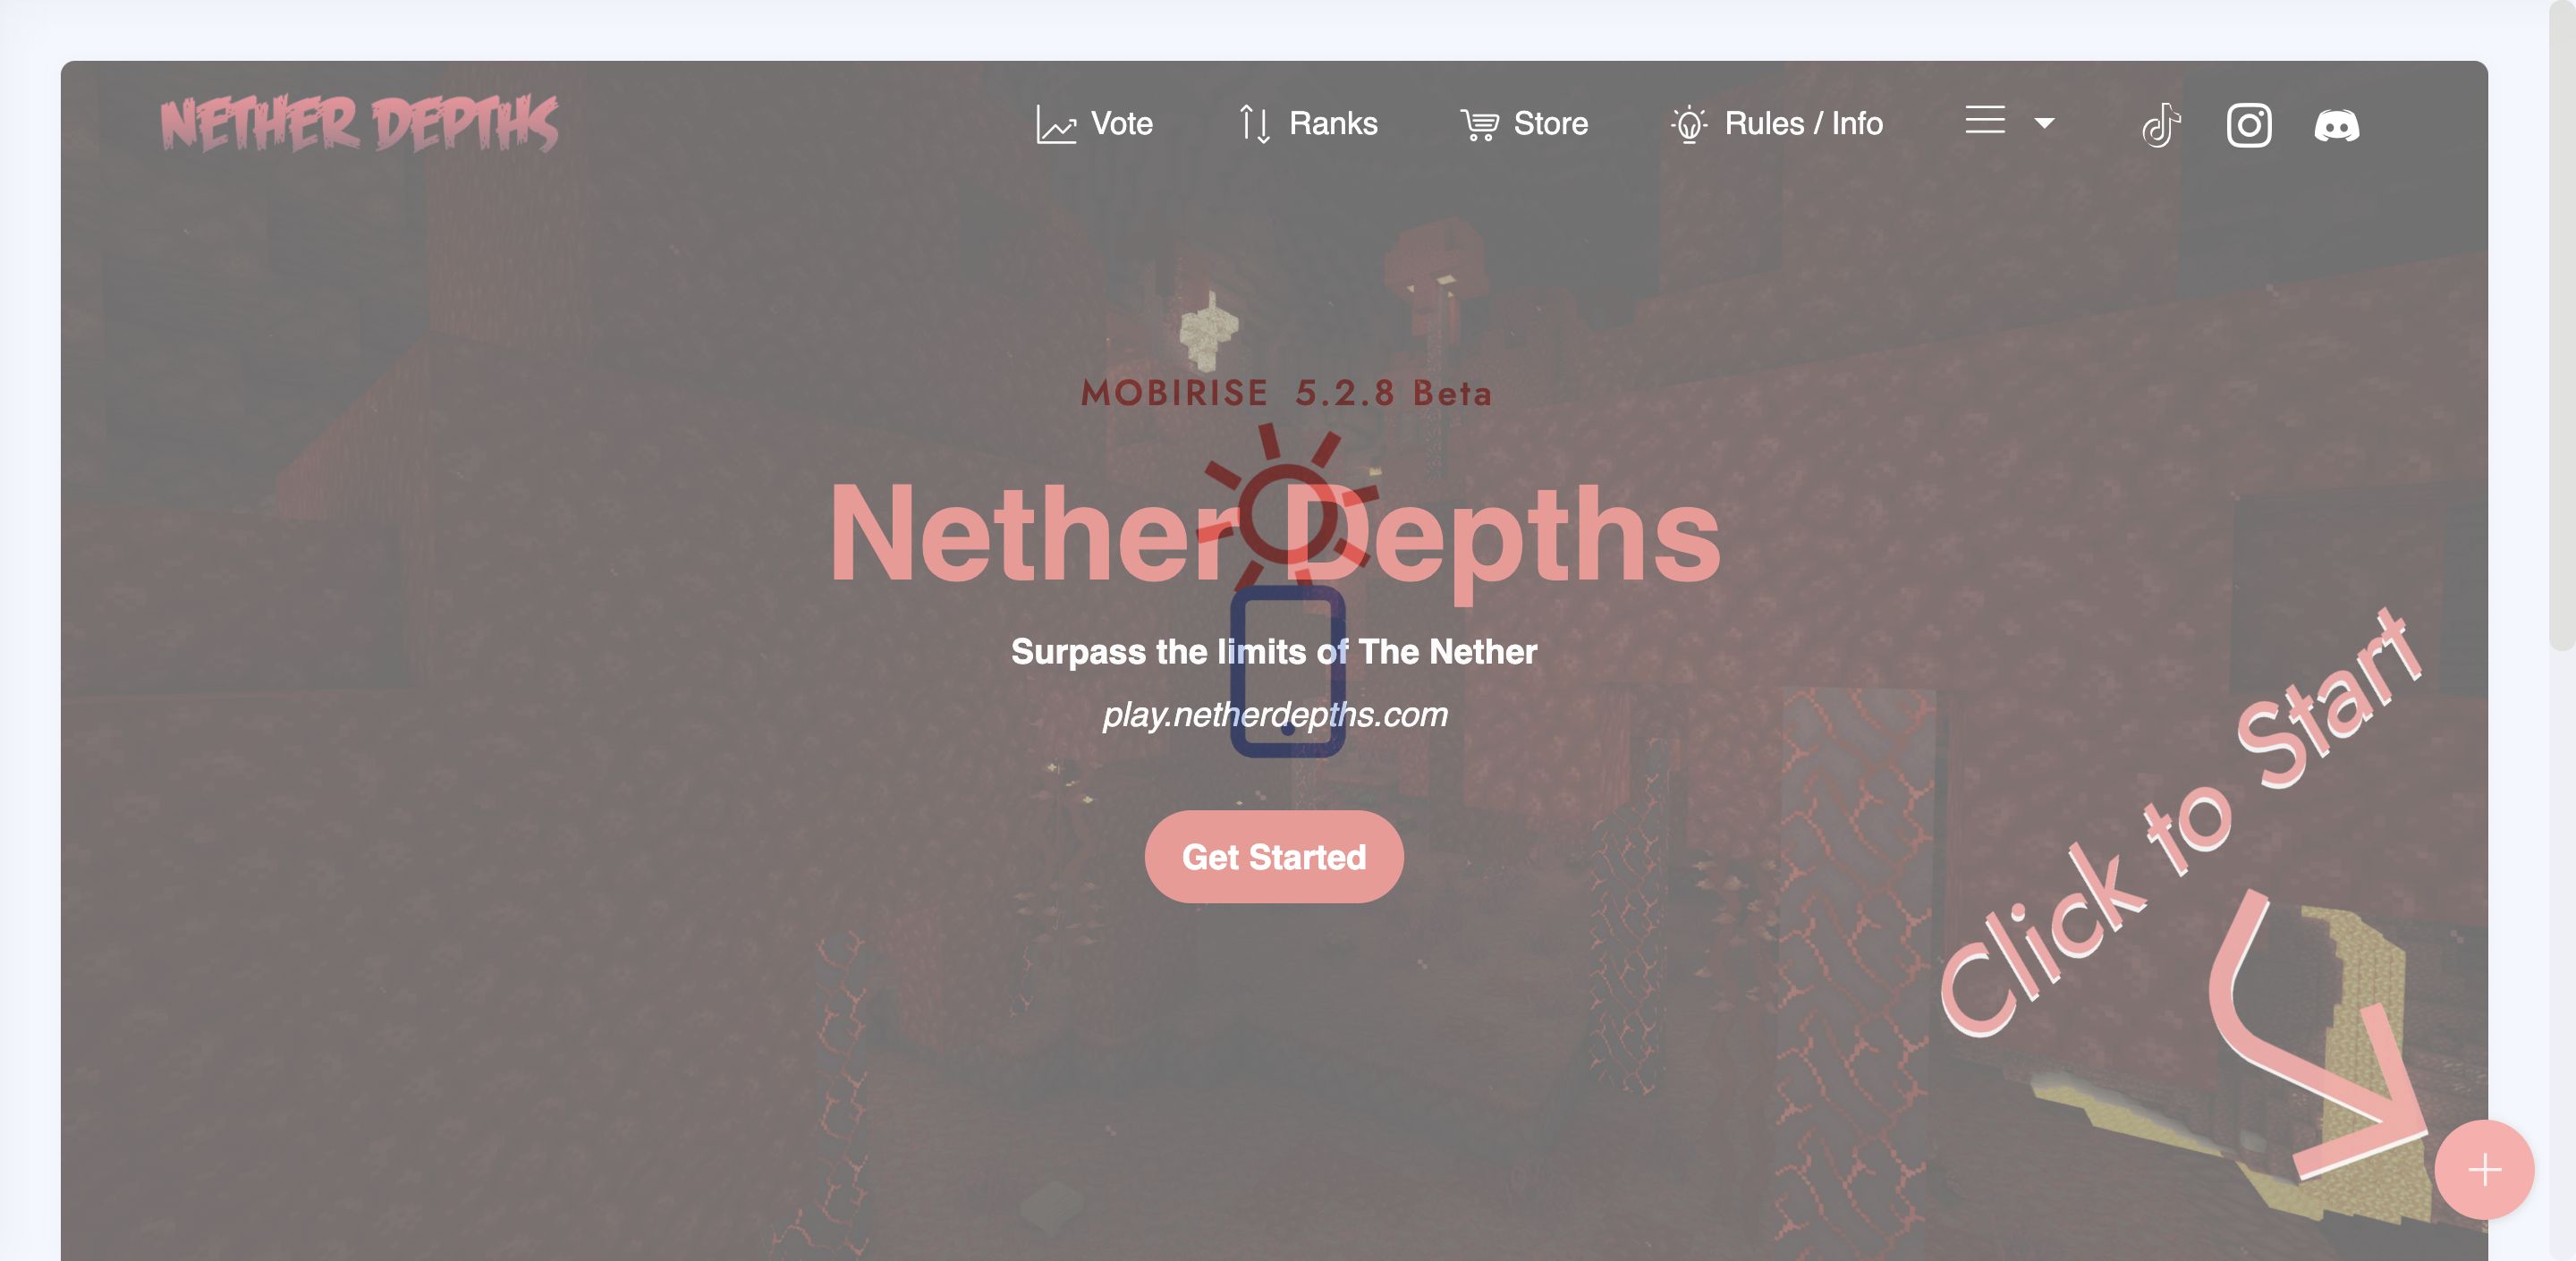 NETHER DEPTHS
Vote
Ranks
Store
Rules / Info
MOBIRISE 5.2.8 Beta
Nether Depths
Surpass the limits of The Nether
play.netherdepths.com
Get Started
Click to Start